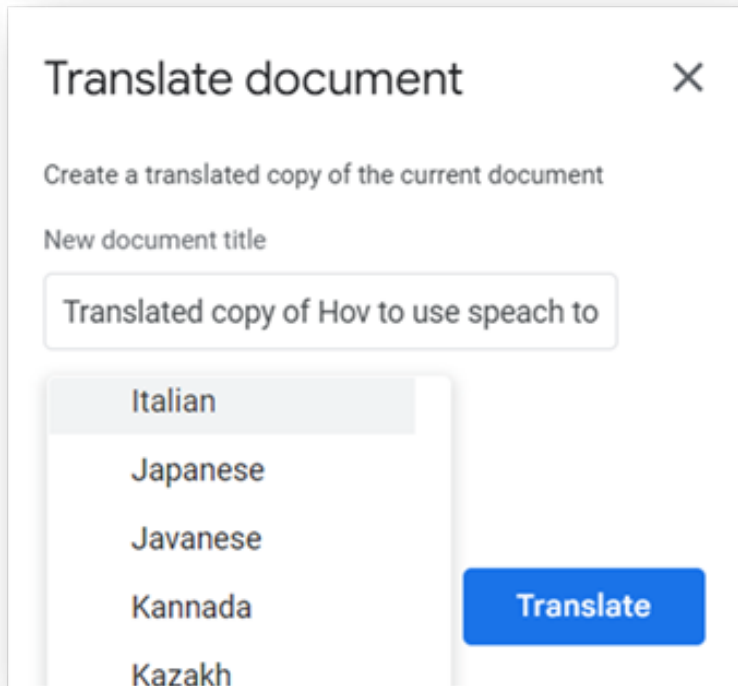 Translate document
Create a translated copy of the current document
New document title
Translated copy of Hov to use speach to
Italian
Japanese
Javanese
Kannada
Translate
Kazakh